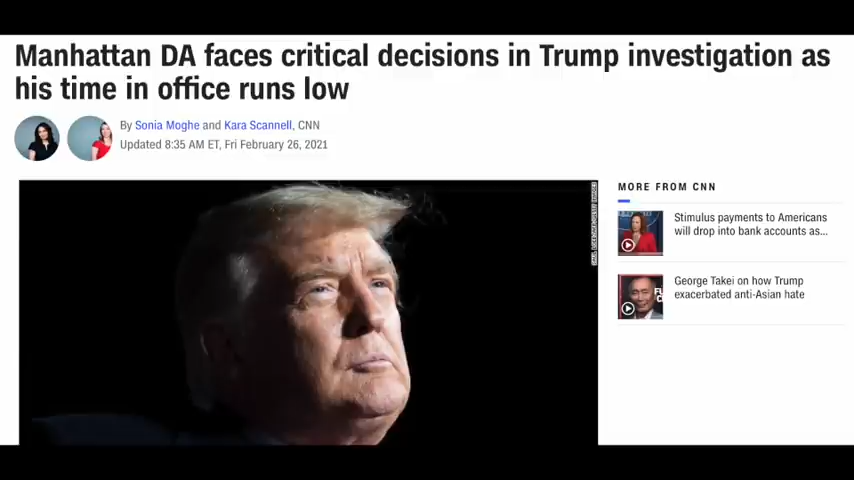 Manhattan DA faces critical decisions in Trump investigation as
his time in office runs low
By Sonia Moghe and Kara Scannell, CNN
Updated 8:35 AM ET, Fri February 26, 2021
MORE FROM CNN
Stimulus payments to Americans
will drop into bank accounts as...
George Takei on how Trump
exacerbated anti-Asian hate